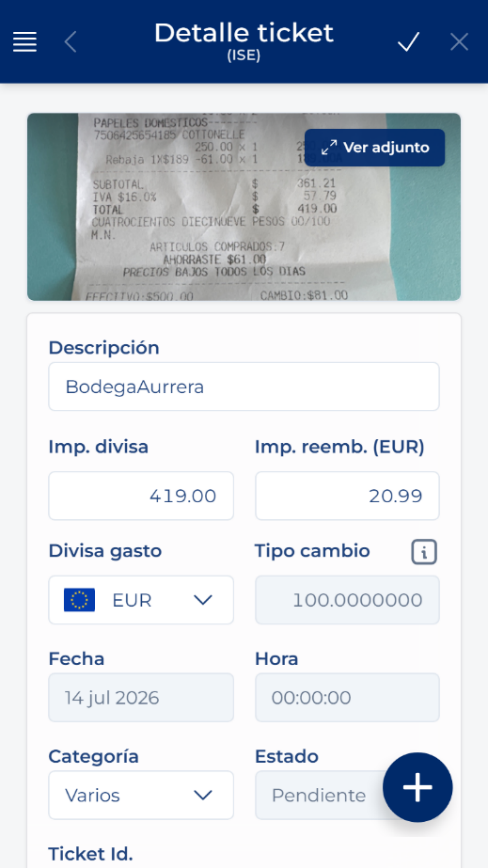 Detalle ticket
(ISE)
PAPELES DOMESTICOS
7506425654185 COTTONELLE
250.00 x 1
Rebaja 1X$189 -61.00 x 1
Ver adjunto
SUBTOTAL $ 361.21
IVA $16.0% $ 57.79
TOTAL $ 419.00
CUATROCIENTOS DIECINUEVE PESOS 00/100
M.N.
ARTICULOS COMPRADOS:7
AHORRASTE $61.00
PRECIOS BAJOS TODOS LOS DIAS
EFECTIVO:$500.00 CAMBIO:$81.00
Descripción
BodegaAurrera
Imp. divisa Imp. reemb. (EUR)
419.00 20.99
Divisa gasto Tipo cambio
EUR 100.0000000
Fecha Hora
14 jul 2026 00:00:00
Categoría Estado
Varios Pendiente
Ticket Id.